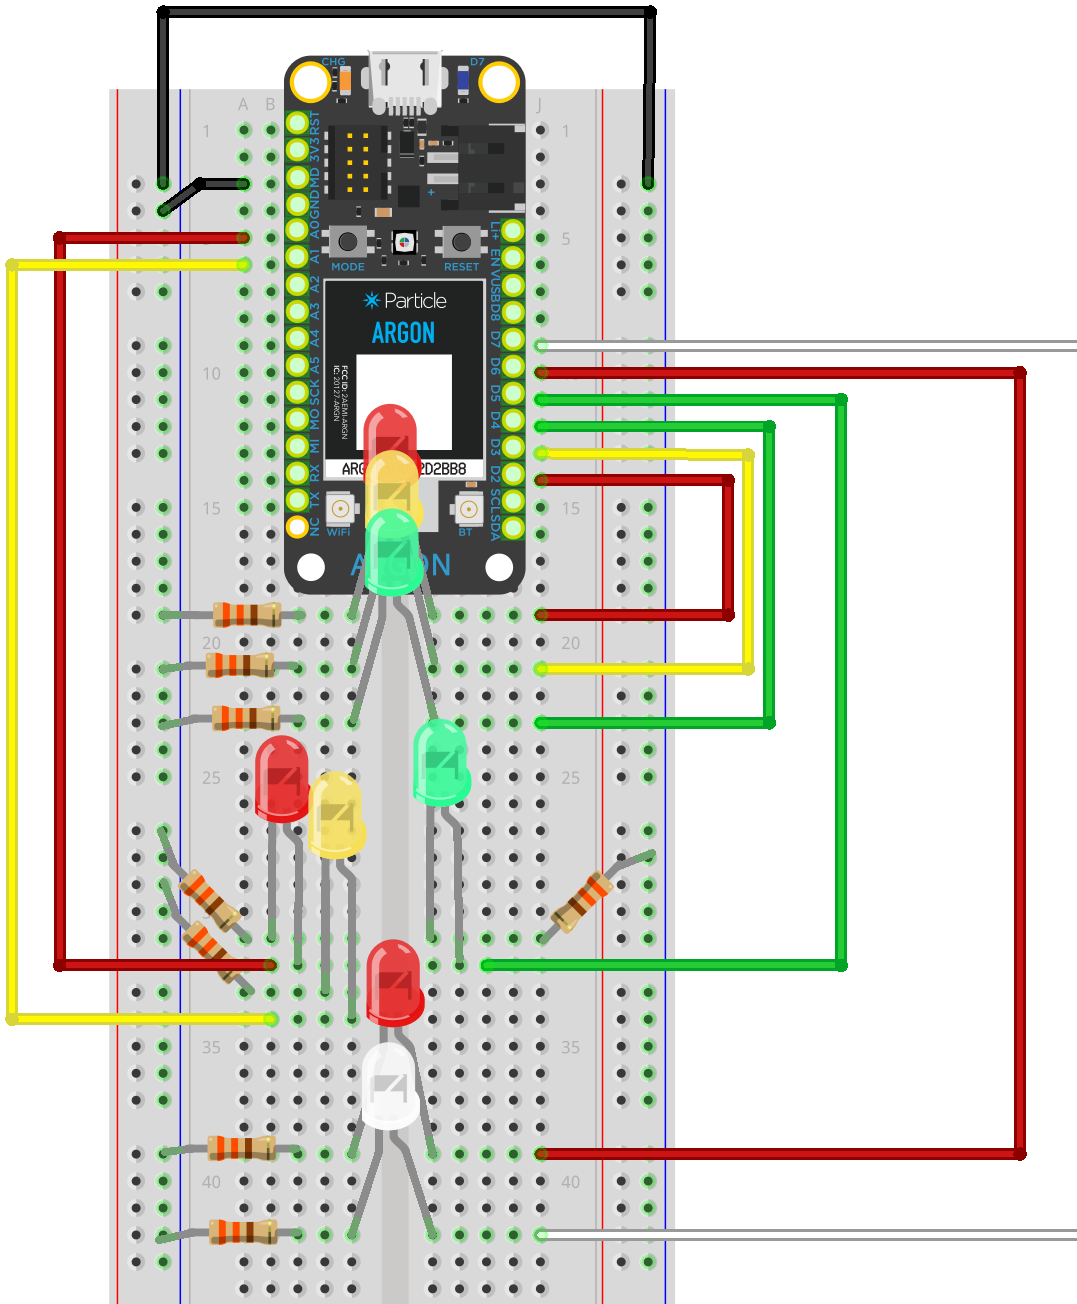 CHG D7
A B J
1 1
RST
3V3
MD
GND
A0
A1
A2
A3
A4
A5
SCK
MO
MI
RX
TX
NC
Li+
EN
VUSB
D8
D7
D6
D5
D4
D3
D2
SCL
SDA
+
5
MODE RESET
Particle
ARGON
FCC ID: 2AEMI-ARGN
IC: 20127-ARGN
10
ARG 2D2BB8
15 15
WiFi BT
ARGON
20 20
25 25
35 35
40 40